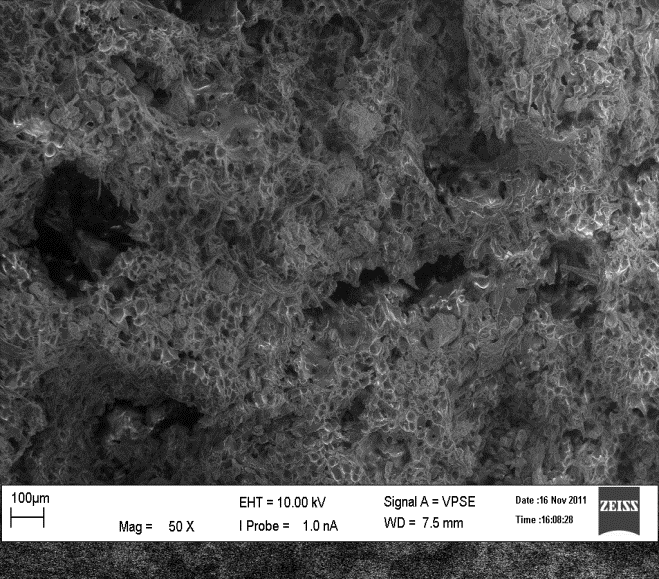 100µm
Mag = 50 X
EHT = 10.00 kV
I Probe = 1.0 nA
Signal A = VPSE
WD = 7.5 mm
Date :16 Nov 2011
Time :16:08:28
ZEISS